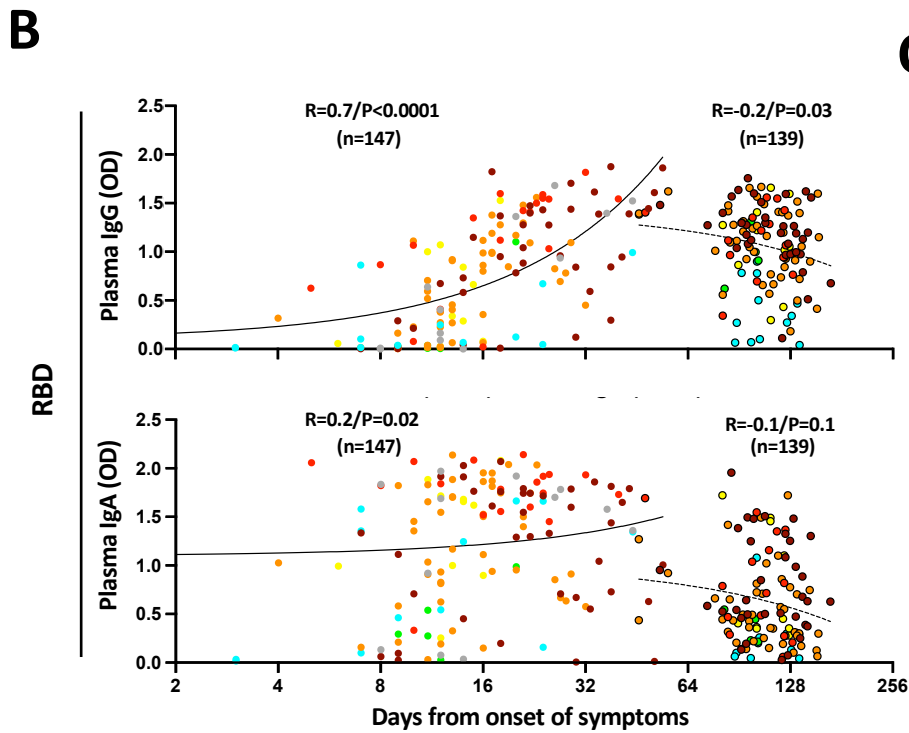 B
R=0.7/P<0.0001
(n=147)
R=-0.2/P=0.03
(n=139)
Plasma IgG (OD)
2.5
2.0
1.5
1.0
0.5
0.0
RBD
R=0.2/P=0.02
(n=147)
R=-0.1/P=0.1
(n=139)
Plasma IgA (OD)
2.5
2.0
1.5
1.0
0.5
0.0
2 4 8 16 32 64 128 256
Days from onset of symptoms